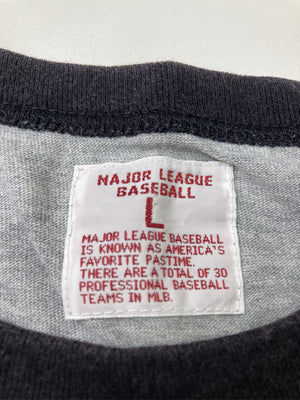 MAJOR LEAGUE
BASEBALL
L
MAJOR LEAGUE BASEBALL
IS KNOWN AS AMERICA'S
FAVORITE PASTIME.
THERE ARE A TOTAL OF 30
PROFESSIONAL BASEBALL
TEAMS IN MLB.